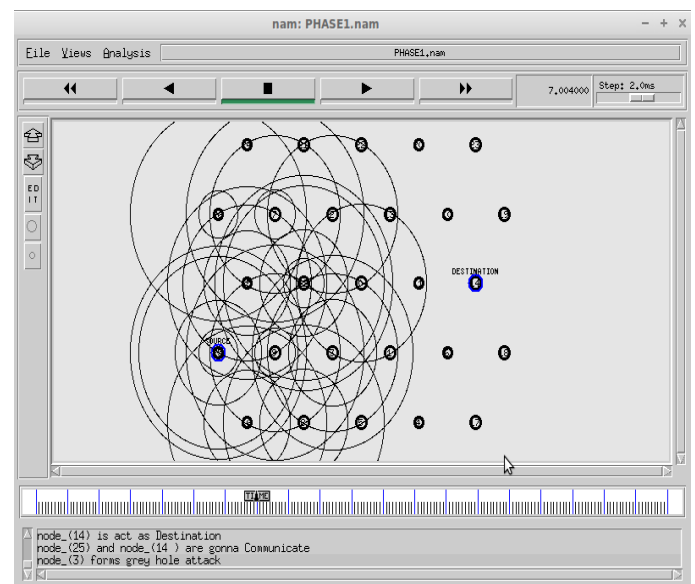 nam: PHASE1.nam
File Views Analysis PHASE1.nam
7.004000 Step: 2.0ms
ED
IT
DESTINATION
SOURCE
TIME
node_(14) is act as Destination
node_(25) and node_(14 ) are gonna Communicate
node_(3) forms grey hole attack